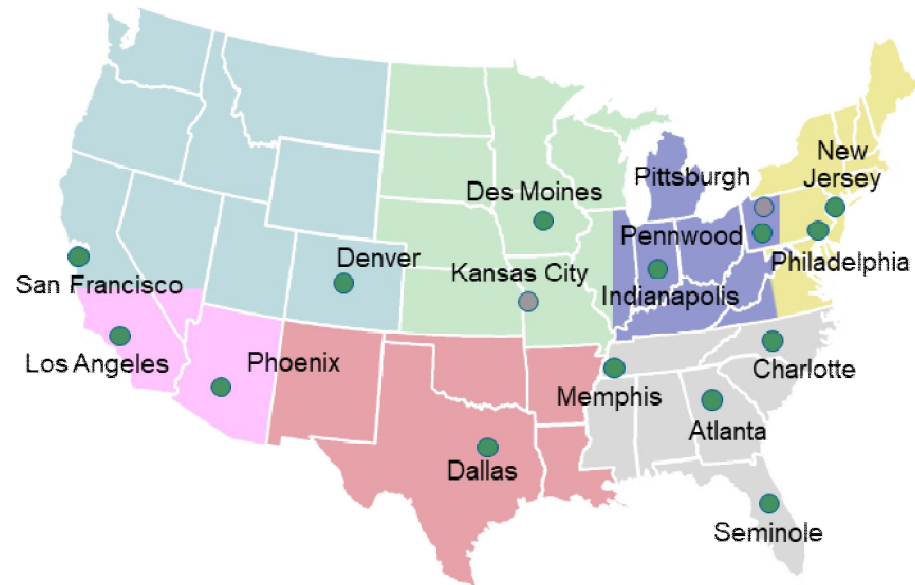 New
Jersey
Pittsburgh
Des Moines
Pennwood
Philadelphia
Denver
Kansas City
San Francisco
Indianapolis
Los Angeles
Phoenix
Charlotte
Memphis
Atlanta
Dallas
Seminole